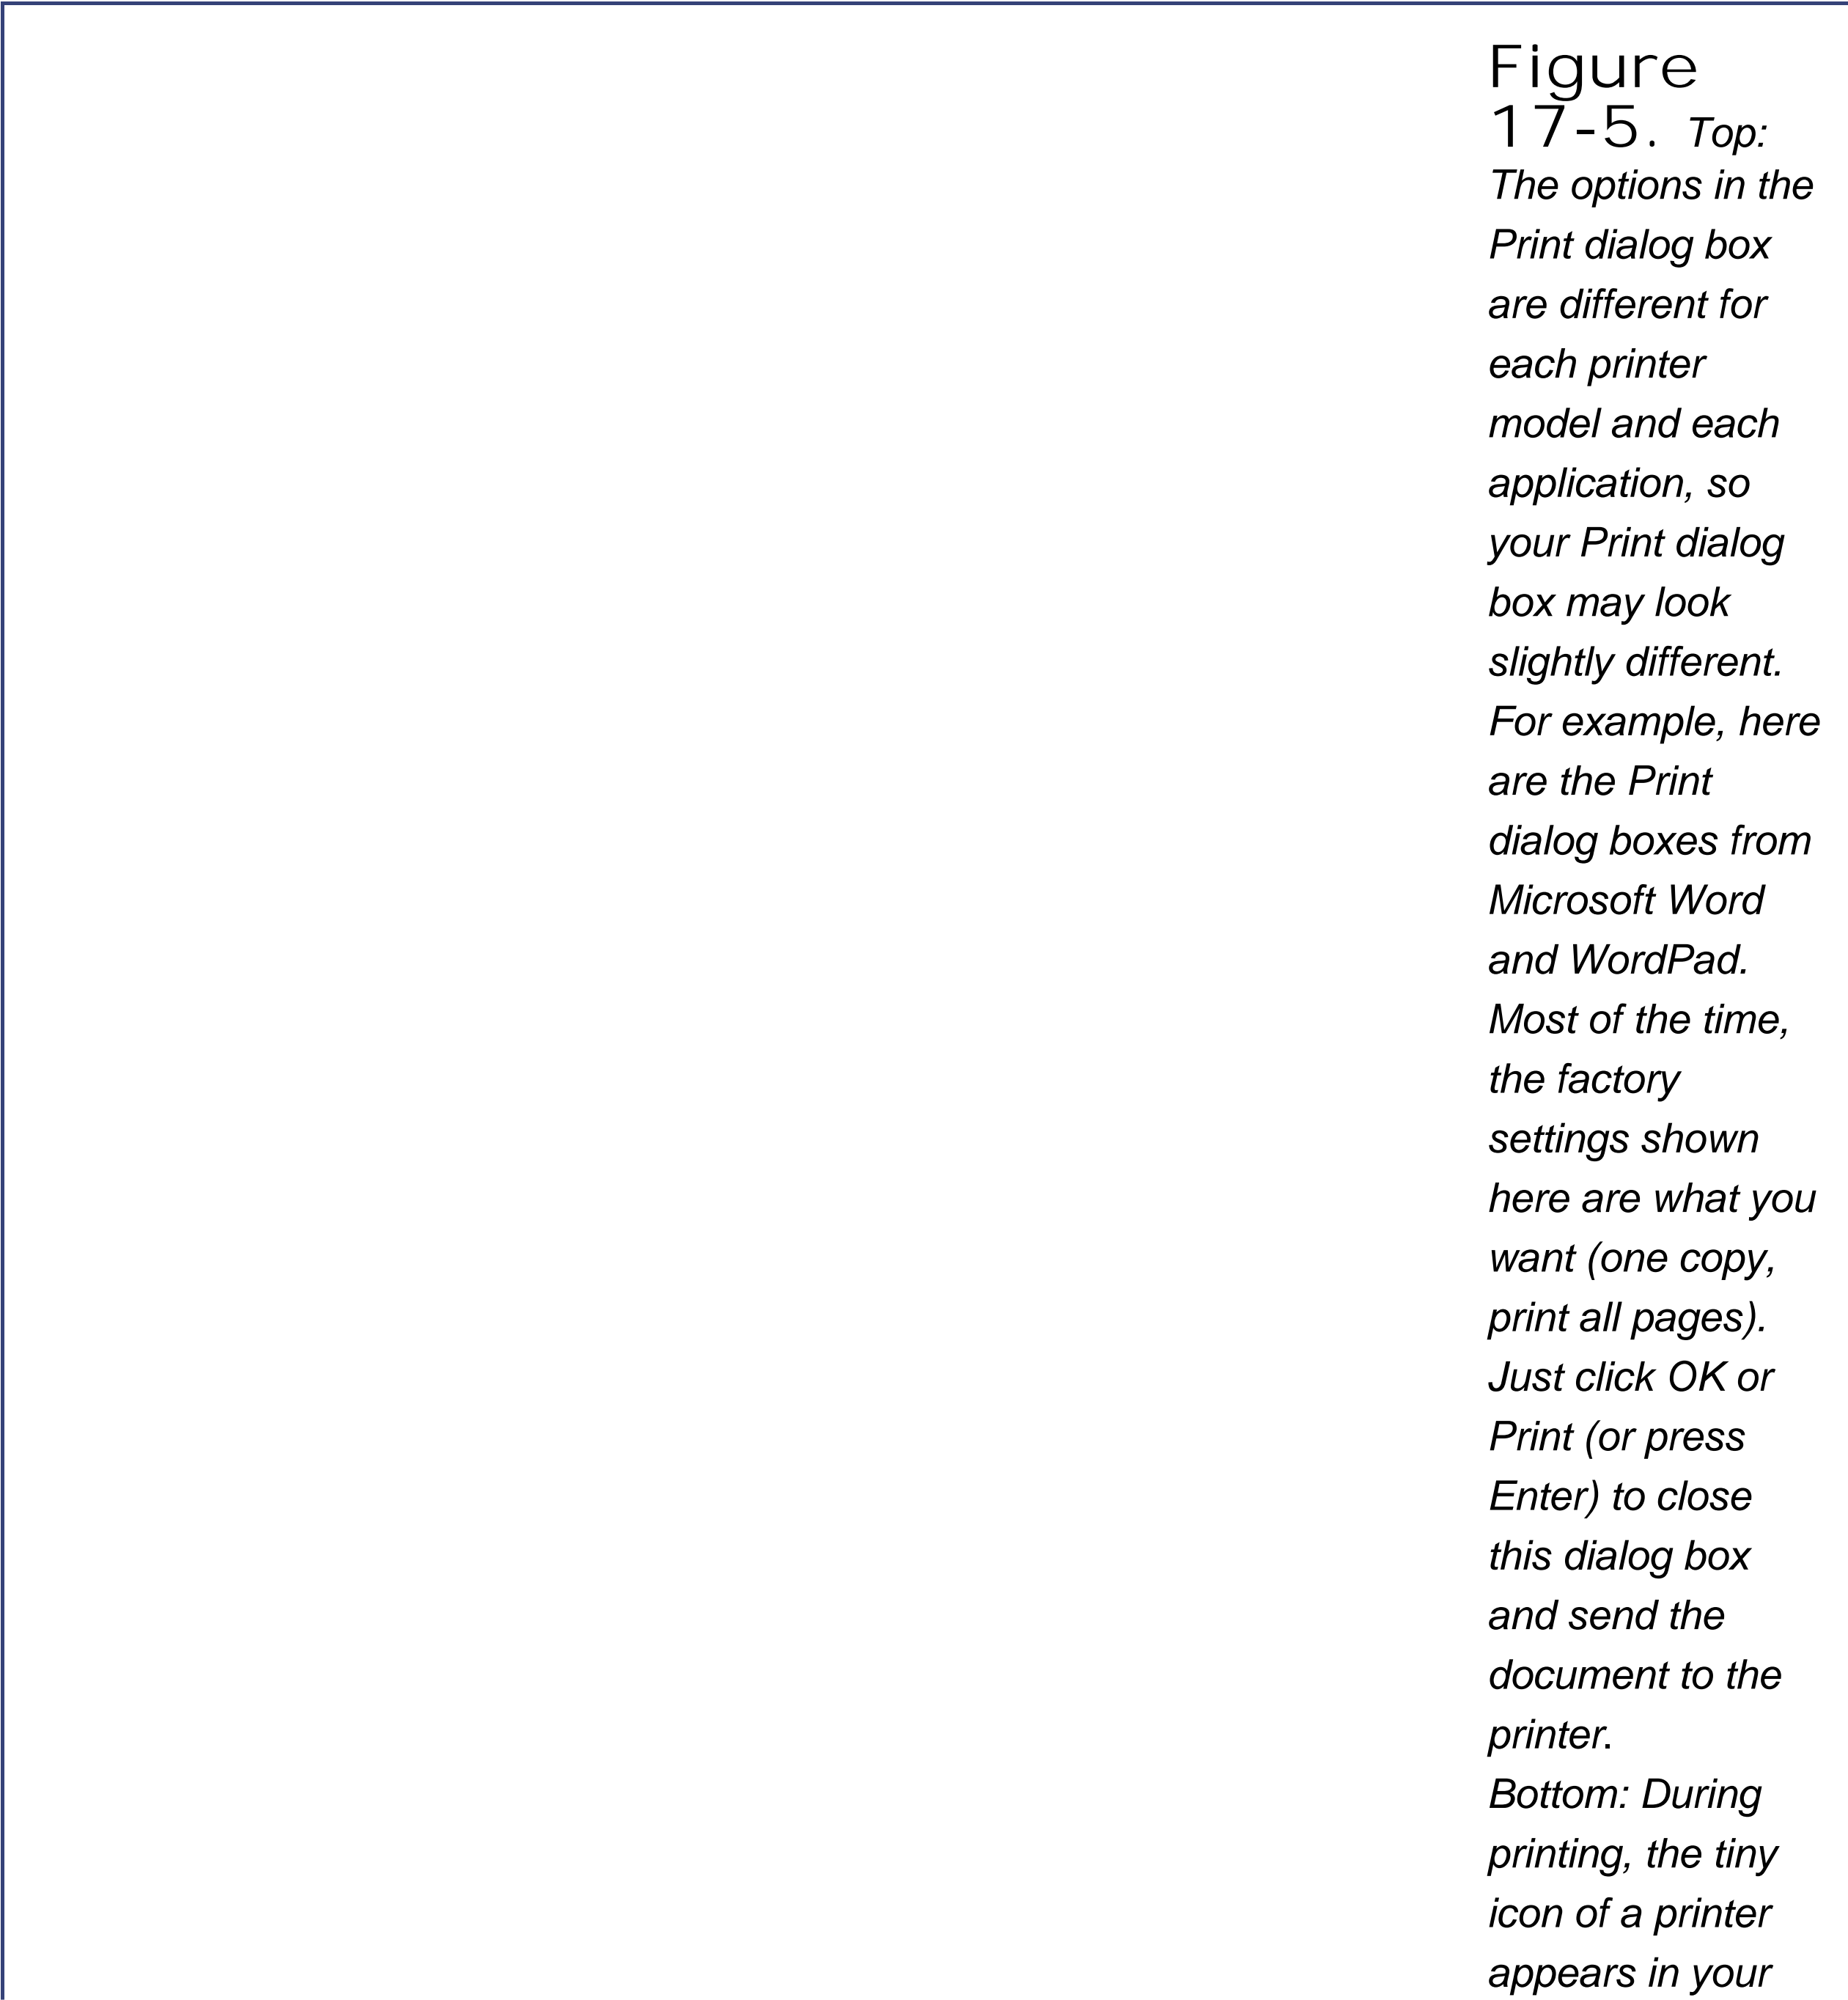 Figure
17-5. Top:
The options in the
Print dialog box
are different for
each printer
model and each
application, so
your Print dialog
box may look
slightly different.
For example, here
are the Print
dialog boxes from
Microsoft Word
and WordPad.
Most of the time,
the factory
settings shown
here are what you
want (one copy,
print all pages).
Just click OK or
Print (or press
Enter) to close
this dialog box
and send the
document to the
printer.
Bottom: During
printing, the tiny
icon of a printer
appears in your